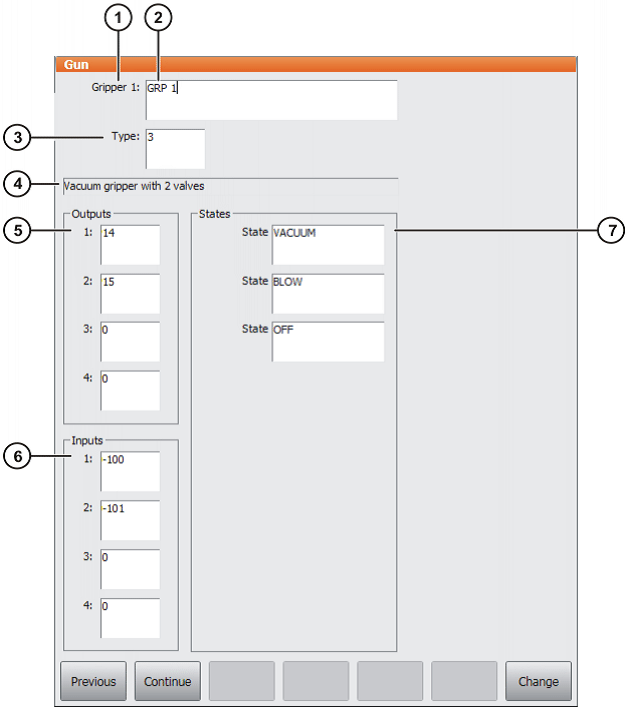 1 2
Gun
Gripper 1: GRP 1
3 Type: 3
4 Vacuum gripper with 2 valves
Outputs States
5 1: 14 State VACUUM 7
2: 15 State BLOW
3: 0 State OFF
4: 0
Inputs
6 1: -100
2: -101
3: 0
4: 0
Previous Continue Change